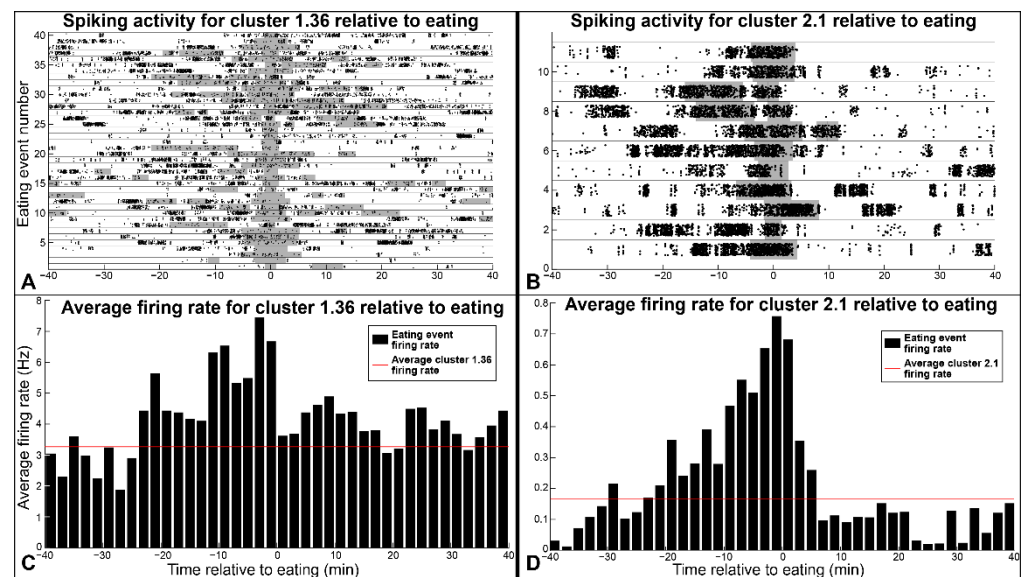 Spiking activity for cluster 1.36 relative to eating
Eating event number
40
35
30
25
20
15
10
5
−40 −30 −20 −10 0 10 20 30 40
A
Spiking activity for cluster 2.1 relative to eating
10
8
6
4
2
0
−40 −30 −20 −10 0 10 20 30 40
B
Average firing rate for cluster 1.36 relative to eating
Average firing rate (Hz)
8
7
6
5
4
3
2
1
0
Eating event
firing rate
Average cluster 1.36
firing rate
−40 −30 −20 −10 0 10 20 30 40
Time relative to eating (min)
C
Average firing rate for cluster 2.1 relative to eating
0.8
0.7
0.6
0.5
0.4
0.3
0.2
0.1
0
Eating event
firing rate
Average cluster 2.1
firing rate
−40 −30 −20 −10 0 10 20 30 40
Time relative to eating (min)
D